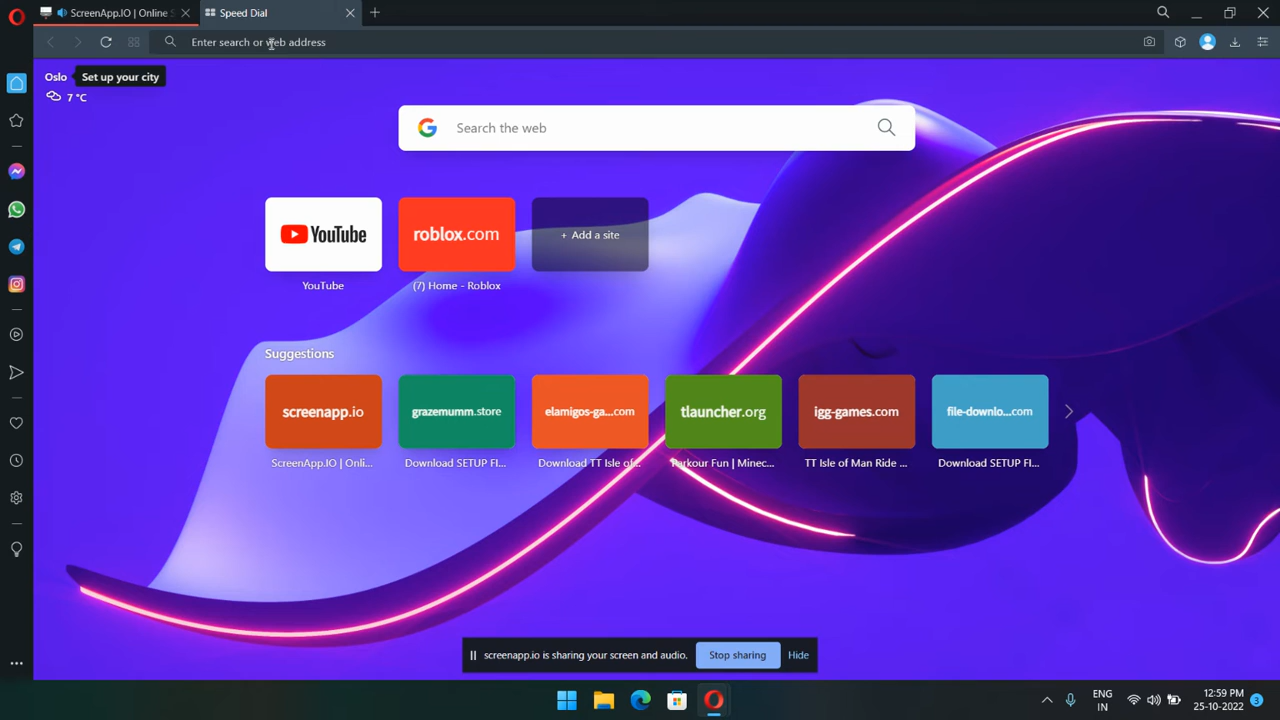 ScreenApp.IO | Online S
Speed Dial
Enter search or web address
Oslo
Set up your city
7 °C
Search the web
YouTube
roblox.com
+ Add a site
YouTube
(7) Home - Roblox
Suggestions
screenapp.io
grazemumm.store
elamigos-ga...com
tlauncher.org
igg-games.com
file-downlo...com
ScreenApp.IO | Onli...
Download SETUP FI...
Download TT Isle of...
Parkour Fun | Minec...
TT Isle of Man Ride ...
Download SETUP FI...
screenapp.io is sharing your screen and audio.
Stop sharing
Hide
ENG
IN
12:59 PM
25-10-2022
3